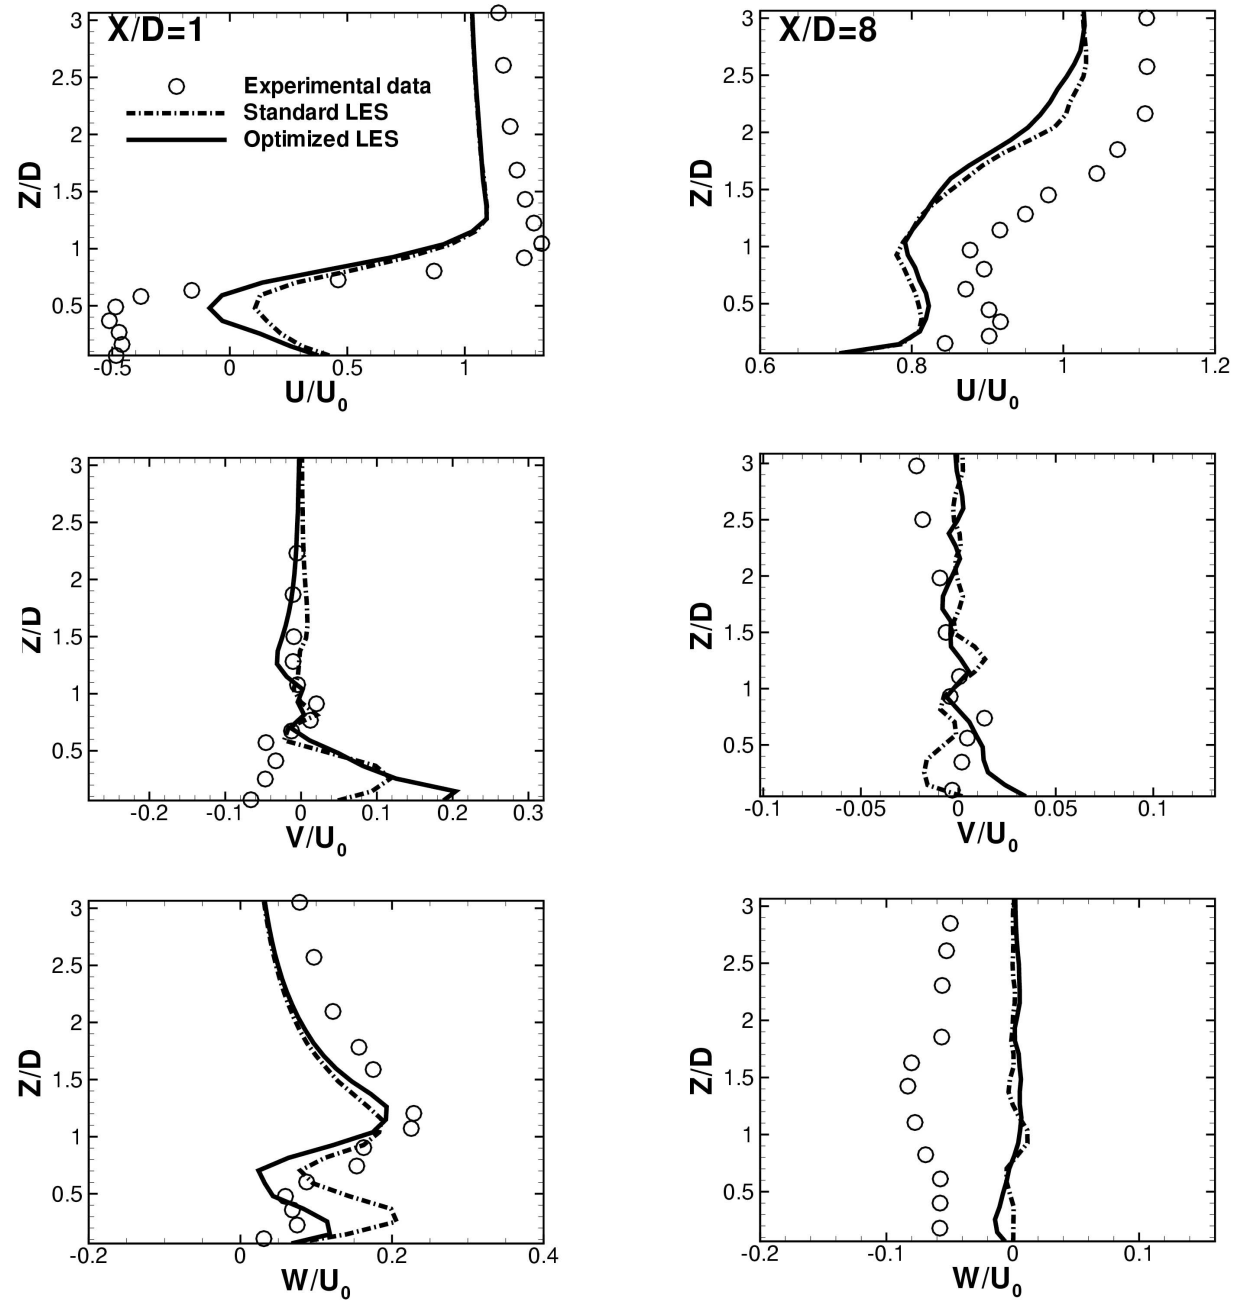 X/D=1
Experimental data
Standard LES
Optimized LES
Z/D
3
2.5
2
1.5
1
0.5
-0.5 0 0.5 1
U/U0
X/D=8
Z/D
3
2.5
2
1.5
1
0.5
0.6 0.8 1 1.2
U/U0
Z/D
3
2.5
2
1.5
1
0.5
-0.2 -0.1 0 0.1 0.2 0.3
V/U0
Z/D
3
2.5
2
1.5
1
0.5
-0.1 -0.05 0 0.05 0.1
V/U0
Z/D
3
2.5
2
1.5
1
0.5
-0.2 0 0.2 0.4
W/U0
Z/D
3
2.5
2
1.5
1
0.5
-0.2 -0.1 0 0.1
W/U0